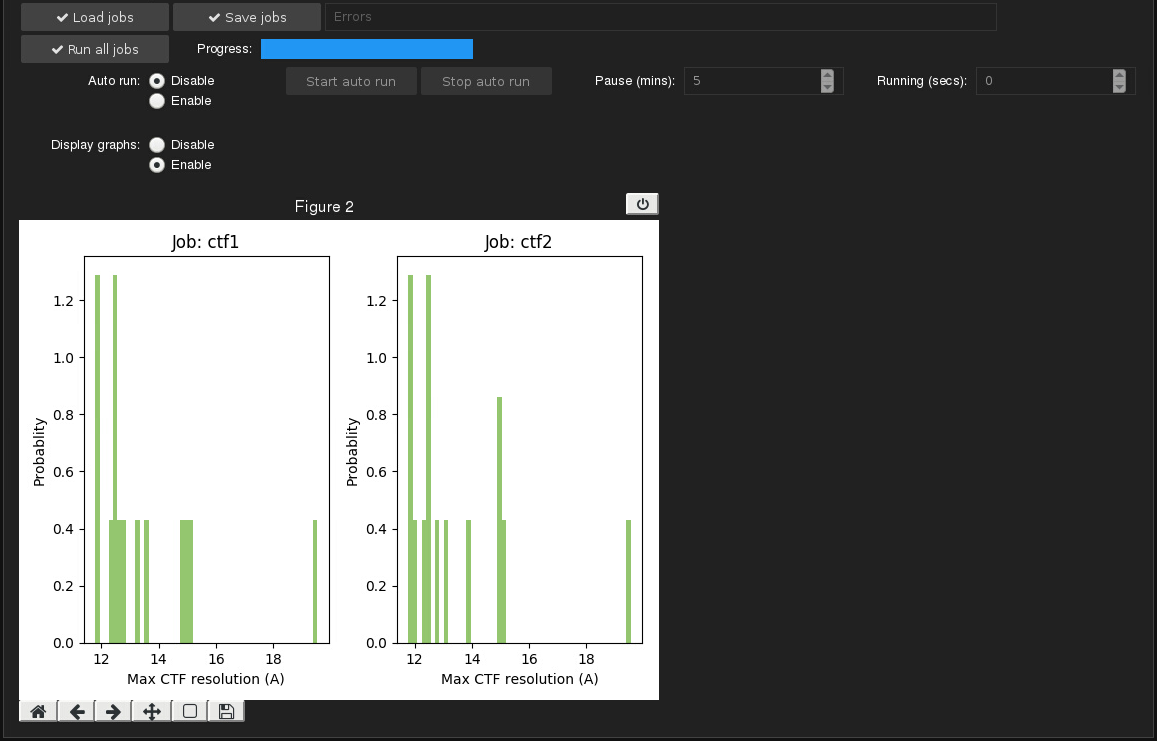 Load jobs Save jobs Errors
Run all jobs Progress:
Auto run: Disable Start auto run Stop auto run Pause (mins): 5 Running (secs): 0
Enable
Display graphs: Disable
Enable
Figure 2
Job: ctf1
Probablity
1.2
1.0
0.8
0.6
0.4
0.2
0.0
12 14 16 18
Max CTF resolution (A)
Job: ctf2
Probablity
1.2
1.0
0.8
0.6
0.4
0.2
0.0
12 14 16 18
Max CTF resolution (A)